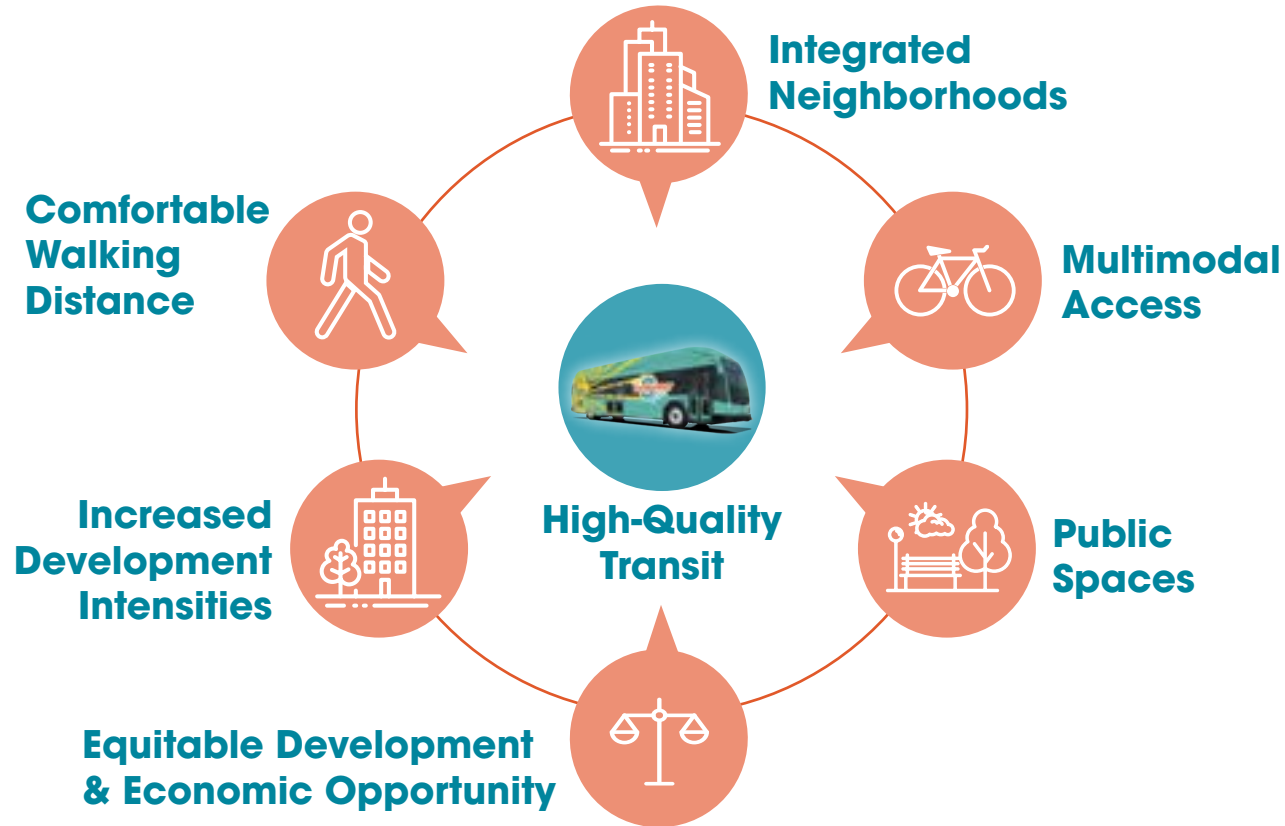 Integrated
Neighborhoods
Comfortable
Walking
Distance
Multimodal
Access
High-Quality
Transit
Increased
Development
Intensities
Public
Spaces
Equitable Development
& Economic Opportunity